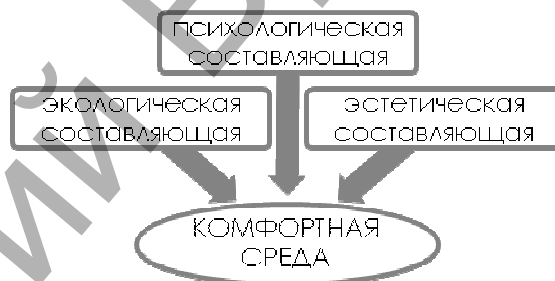 психологическая
составляющая
экологическая
составляющая
эстетическая
составляющая
КОМФОРТНАЯ
СРЕДА